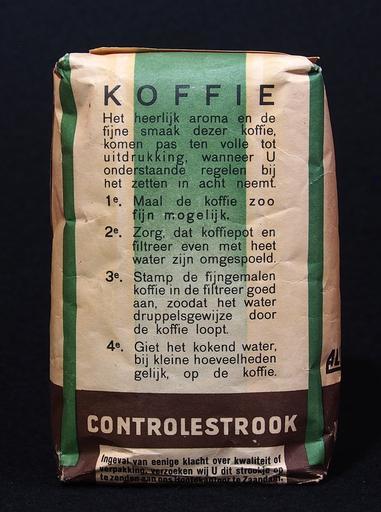 KOFFIE
Het heerlijk aroma en de
fijne smaak dezer koffie,
komen pas ten volle tot
uitdrukking, wanneer U
onderstaande regelen bij
het zetten in acht neemt.
1e. Maal de koffie zoo
fijn mogelijk.
2e. Zorg, dat koffiepot en
filtreer even met heet
water zijn omgespoeld.
3e. Stamp de fijngemalen
koffie in de filtreer goed
aan, zoodat het water
druppelsgewijze door
de koffie loopt.
4e. Giet het kokend water,
bij kleine hoeveelheden
gelijk, op de koffie.
AL
CONTROLESTROOK
Ingeval van eenige klacht over kwaliteit of
verpakking, verzoeken wij U dit strookje op
te zenden aan ons Hoofdkantoor te Zaandam.